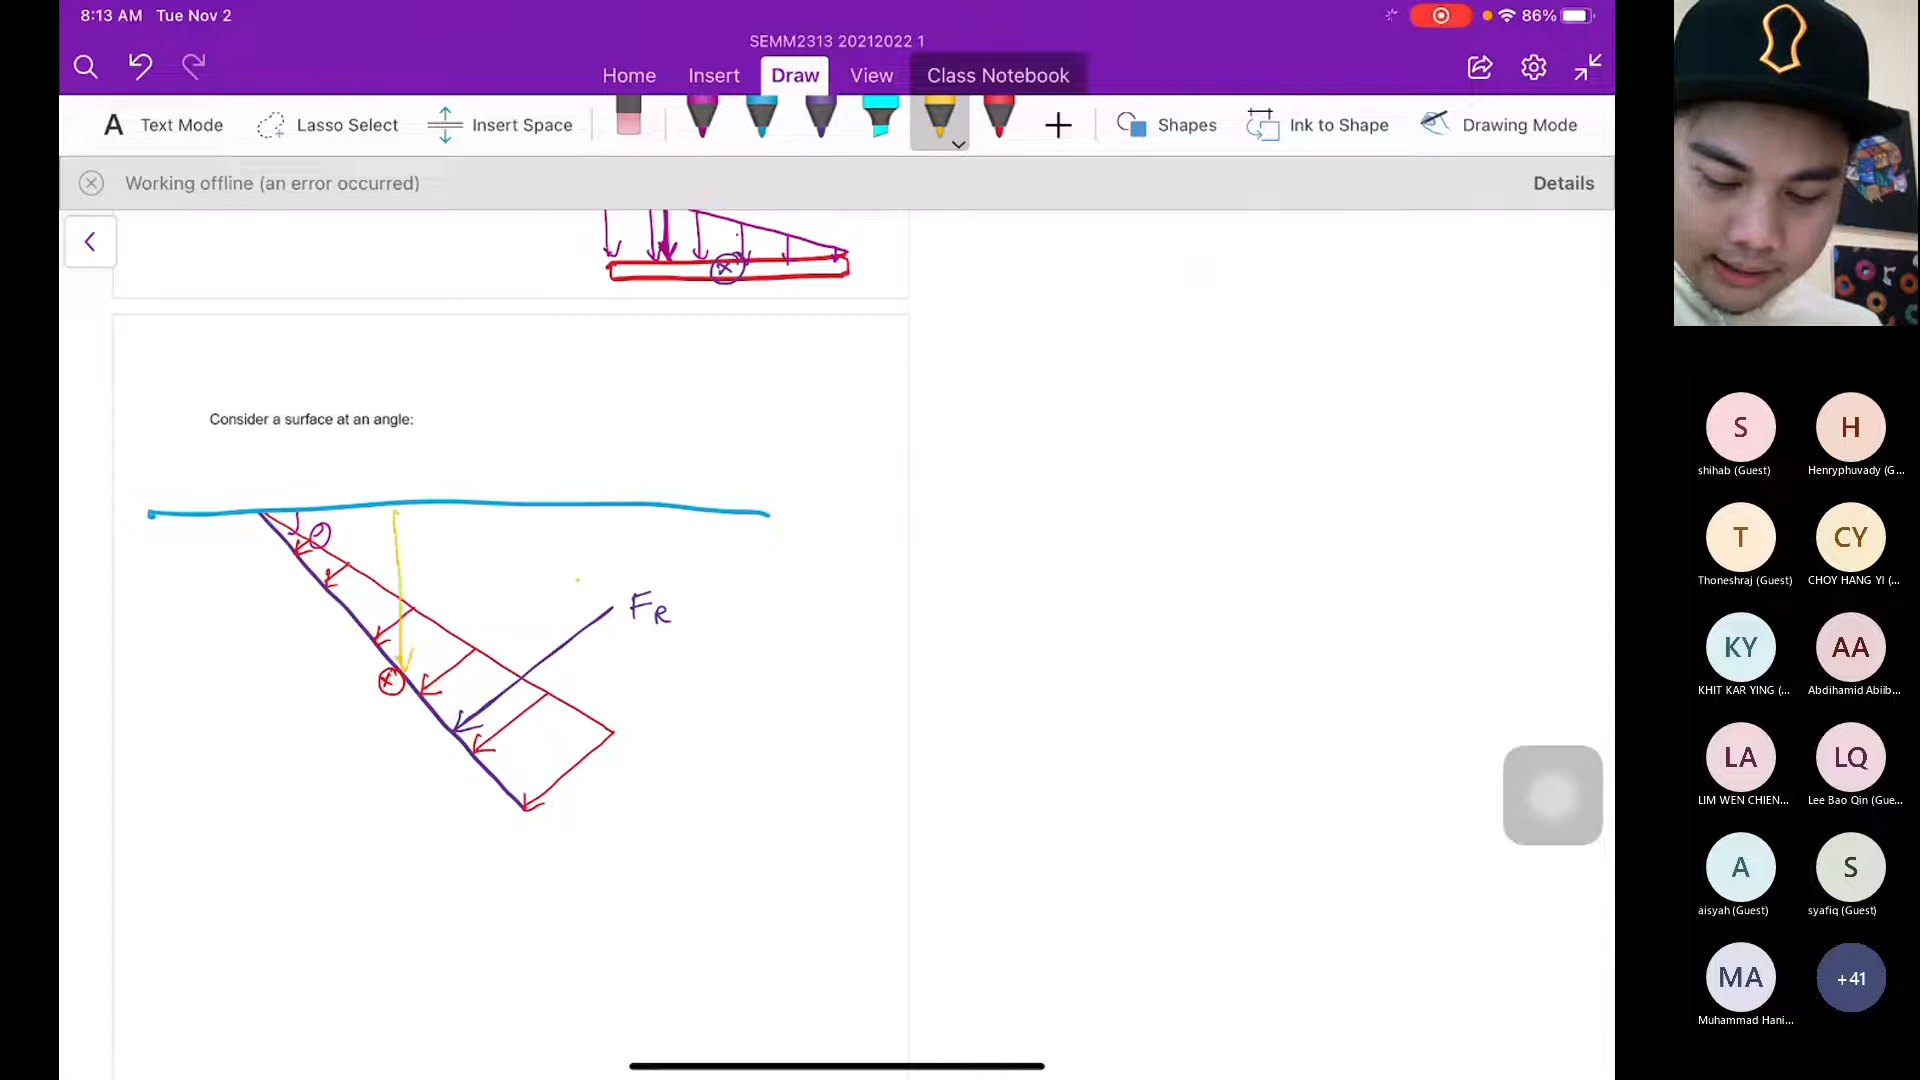 8:13 AM Tue Nov 2
86%
SEMM2313 20212022 1
Home Insert Draw View Class Notebook
A Text Mode Lasso Select Insert Space Shapes Ink to Shape Drawing Mode
Working offline (an error occurred) Details
x
Consider a surface at an angle:
θ
FR
x
S H
shihab (Guest) Henryphuvady (G...
T CY
Thoneshraj (Guest) CHOY HANG YI (...
KY AA
KHIT KAR YING (... Abdihamid Abiib...
LA LQ
LIM WEN CHIEN... Lee Bao Qin (Gue...
A S
aisyah (Guest) syafiq (Guest)
MA +41
Muhammad Hani...